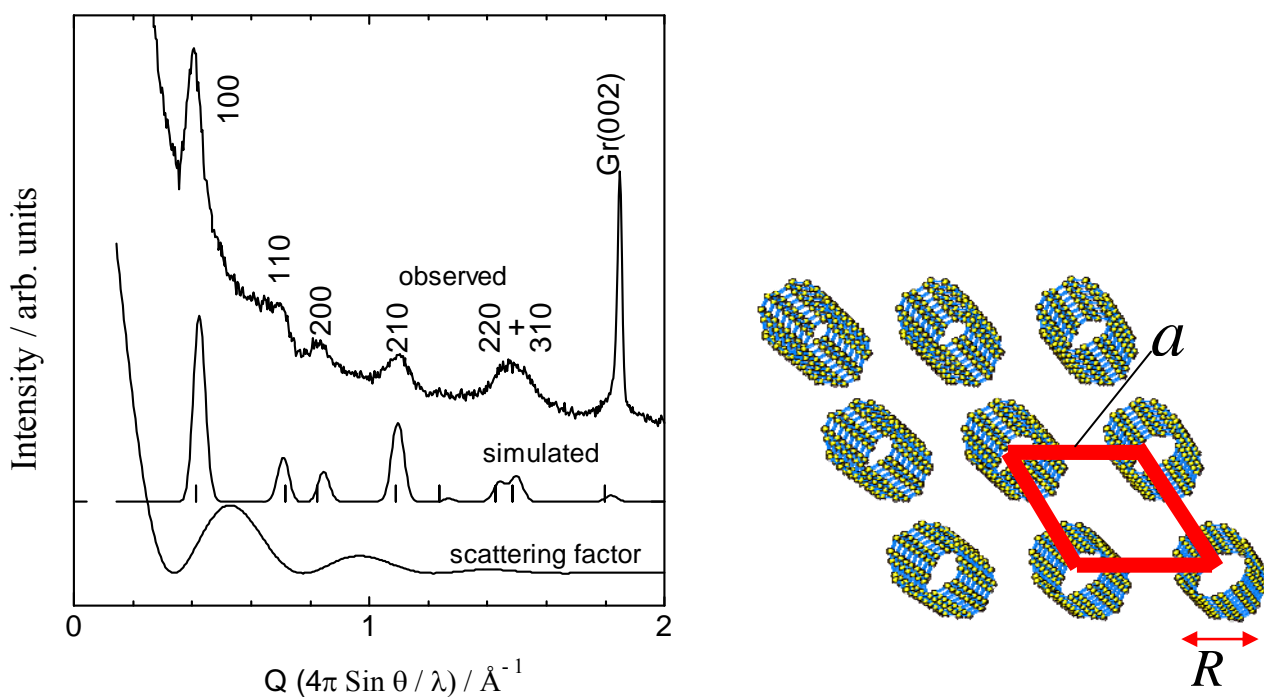 Intensity / arb. units
100
110
200
210
220
+
310
Gr(002)
observed
simulated
scattering factor
0
1
2
Q (4π Sin θ / λ) / Å⁻¹
a
R